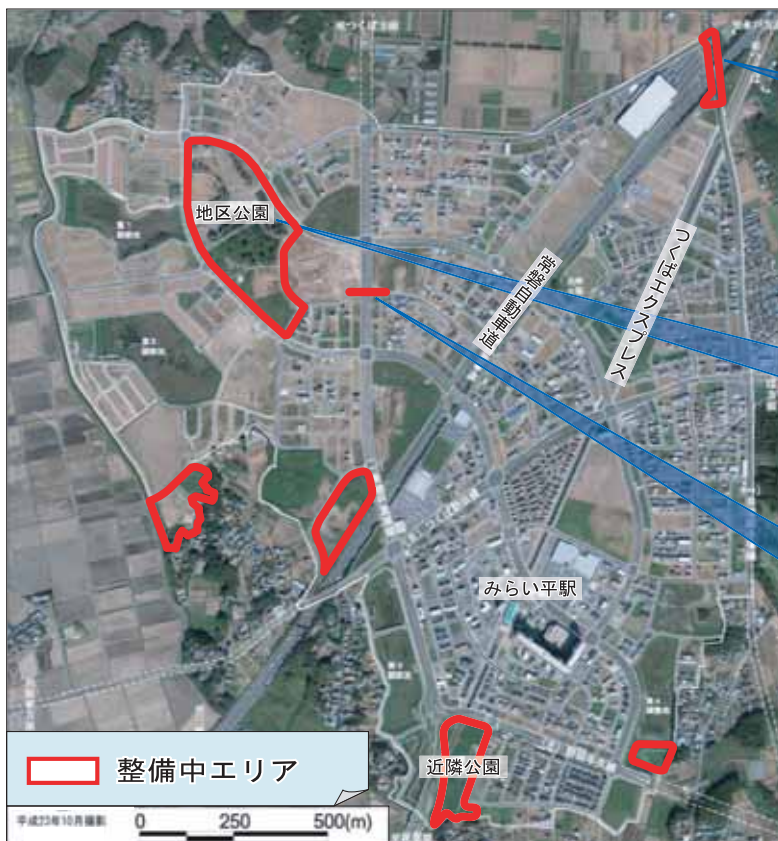 地区公園
常磐自動車道
つくばエクスプレス
みらい平駅
近隣公園
整備中エリア
平成23年10月撮影
0 250 500(m)